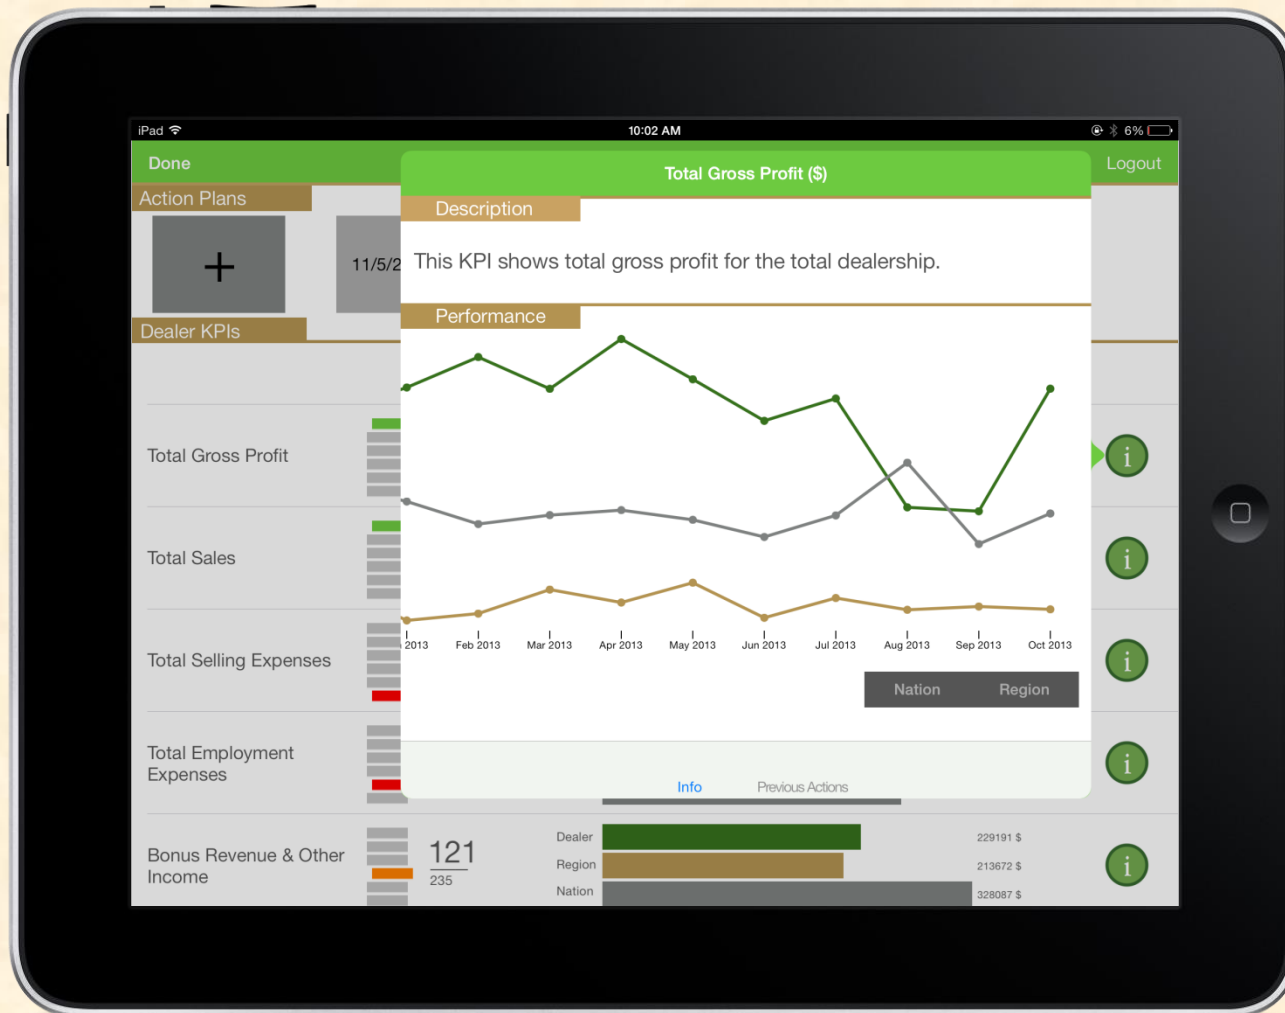 iPad
10:02 AM
6%
Done
Total Gross Profit ($)
Logout
Action Plans
Description
11/5/2
This KPI shows total gross profit for the total dealership.
Performance
Dealer KPIs
Total Gross Profit
i
Total Sales
i
2013
Feb 2013
Mar 2013
Apr 2013
May 2013
Jun 2013
Jul 2013
Aug 2013
Sep 2013
Oct 2013
Total Selling Expenses
i
Nation
Region
Total Employment
Expenses
i
Info
Previous Actions
Bonus Revenue & Other
Income
121
235
Dealer
229191 $
Region
213672 $
Nation
328087 $
i